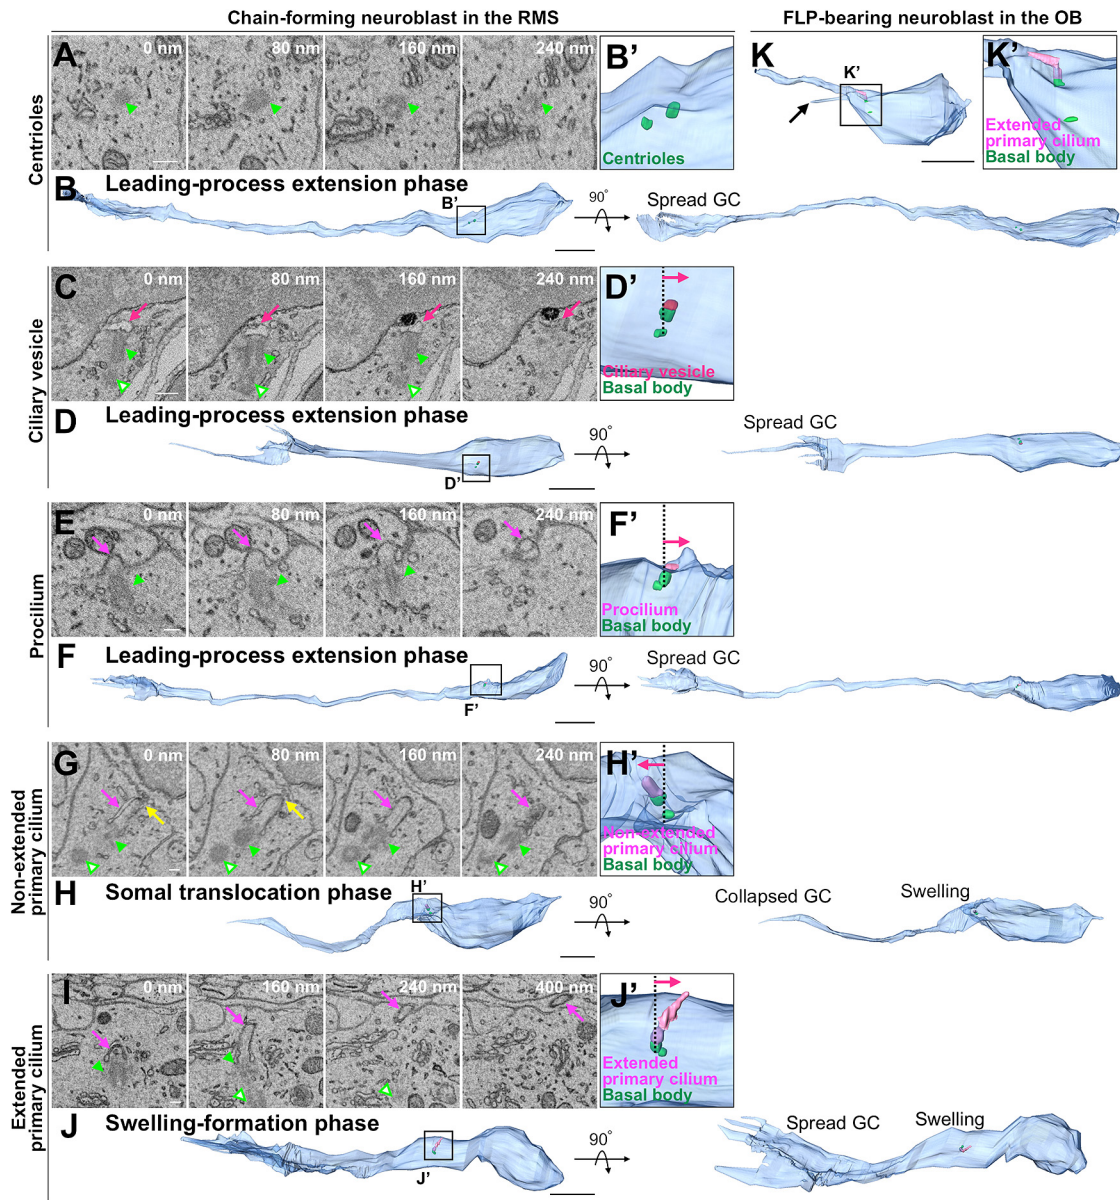 Chain-forming neuroblast in the RMS
FLP-bearing neuroblast in the OB
Centrioles
A
0 nm
80 nm
160 nm
240 nm
B’
Centrioles
K
K’
K’
Extended
primary cilium
Basal body
B
Leading-process extension phase
B’
90°
Spread GC
Ciliary vesicle
C
0 nm
80 nm
160 nm
240 nm
D’
Ciliary vesicle
Basal body
D
Leading-process extension phase
D’
90°
Spread GC
Procilium
E
0 nm
80 nm
160 nm
240 nm
F’
Procilium
Basal body
F
Leading-process extension phase
F’
90°
Spread GC
Non-extended
primary cilium
G
0 nm
80 nm
160 nm
240 nm
H’
Non-extended
primary cilium
Basal body
H
Somal translocation phase
H’
90°
Collapsed GC
Swelling
Extended
primary cilium
I
0 nm
160 nm
240 nm
400 nm
J’
Extended
primary cilium
Basal body
J
Swelling-formation phase
J’
90°
Spread GC
Swelling